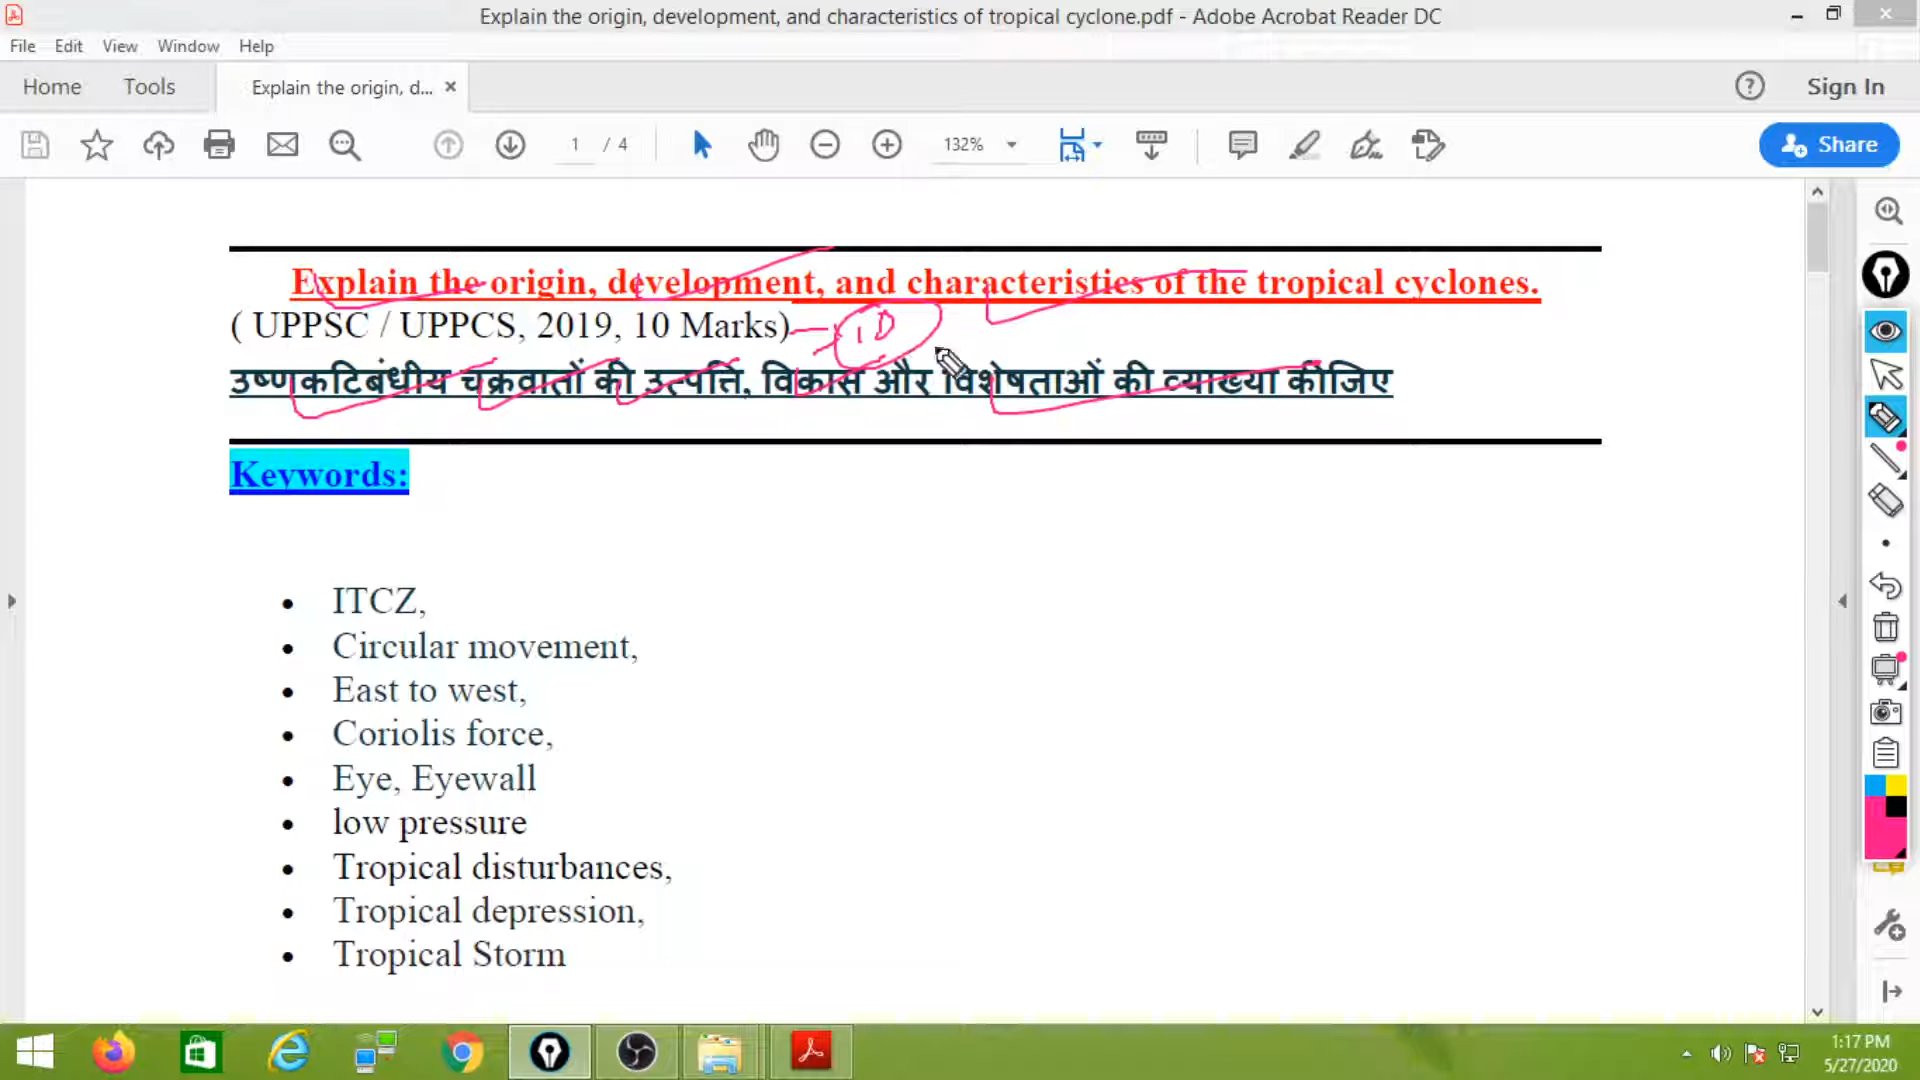 Explain the origin, development, and characteristics of tropical cyclone.pdf - Adobe Acrobat Reader DC
File Edit View Window Help
Home Tools Explain the origin, d... Sign In
1 / 4 132% Share
Explain the origin, development, and characteristics of the tropical cyclones.
( UPPSC / UPPCS, 2019, 10 Marks)
10
उष्णकटिबंधीय चक्रवातों की उत्पत्ति, विकास और विशेषताओं की व्याख्या कीजिए
Keywords:
• ITCZ,
• Circular movement,
• East to west,
• Coriolis force,
• Eye, Eyewall
• low pressure
• Tropical disturbances,
• Tropical depression,
• Tropical Storm
1:17 PM
5/27/2020